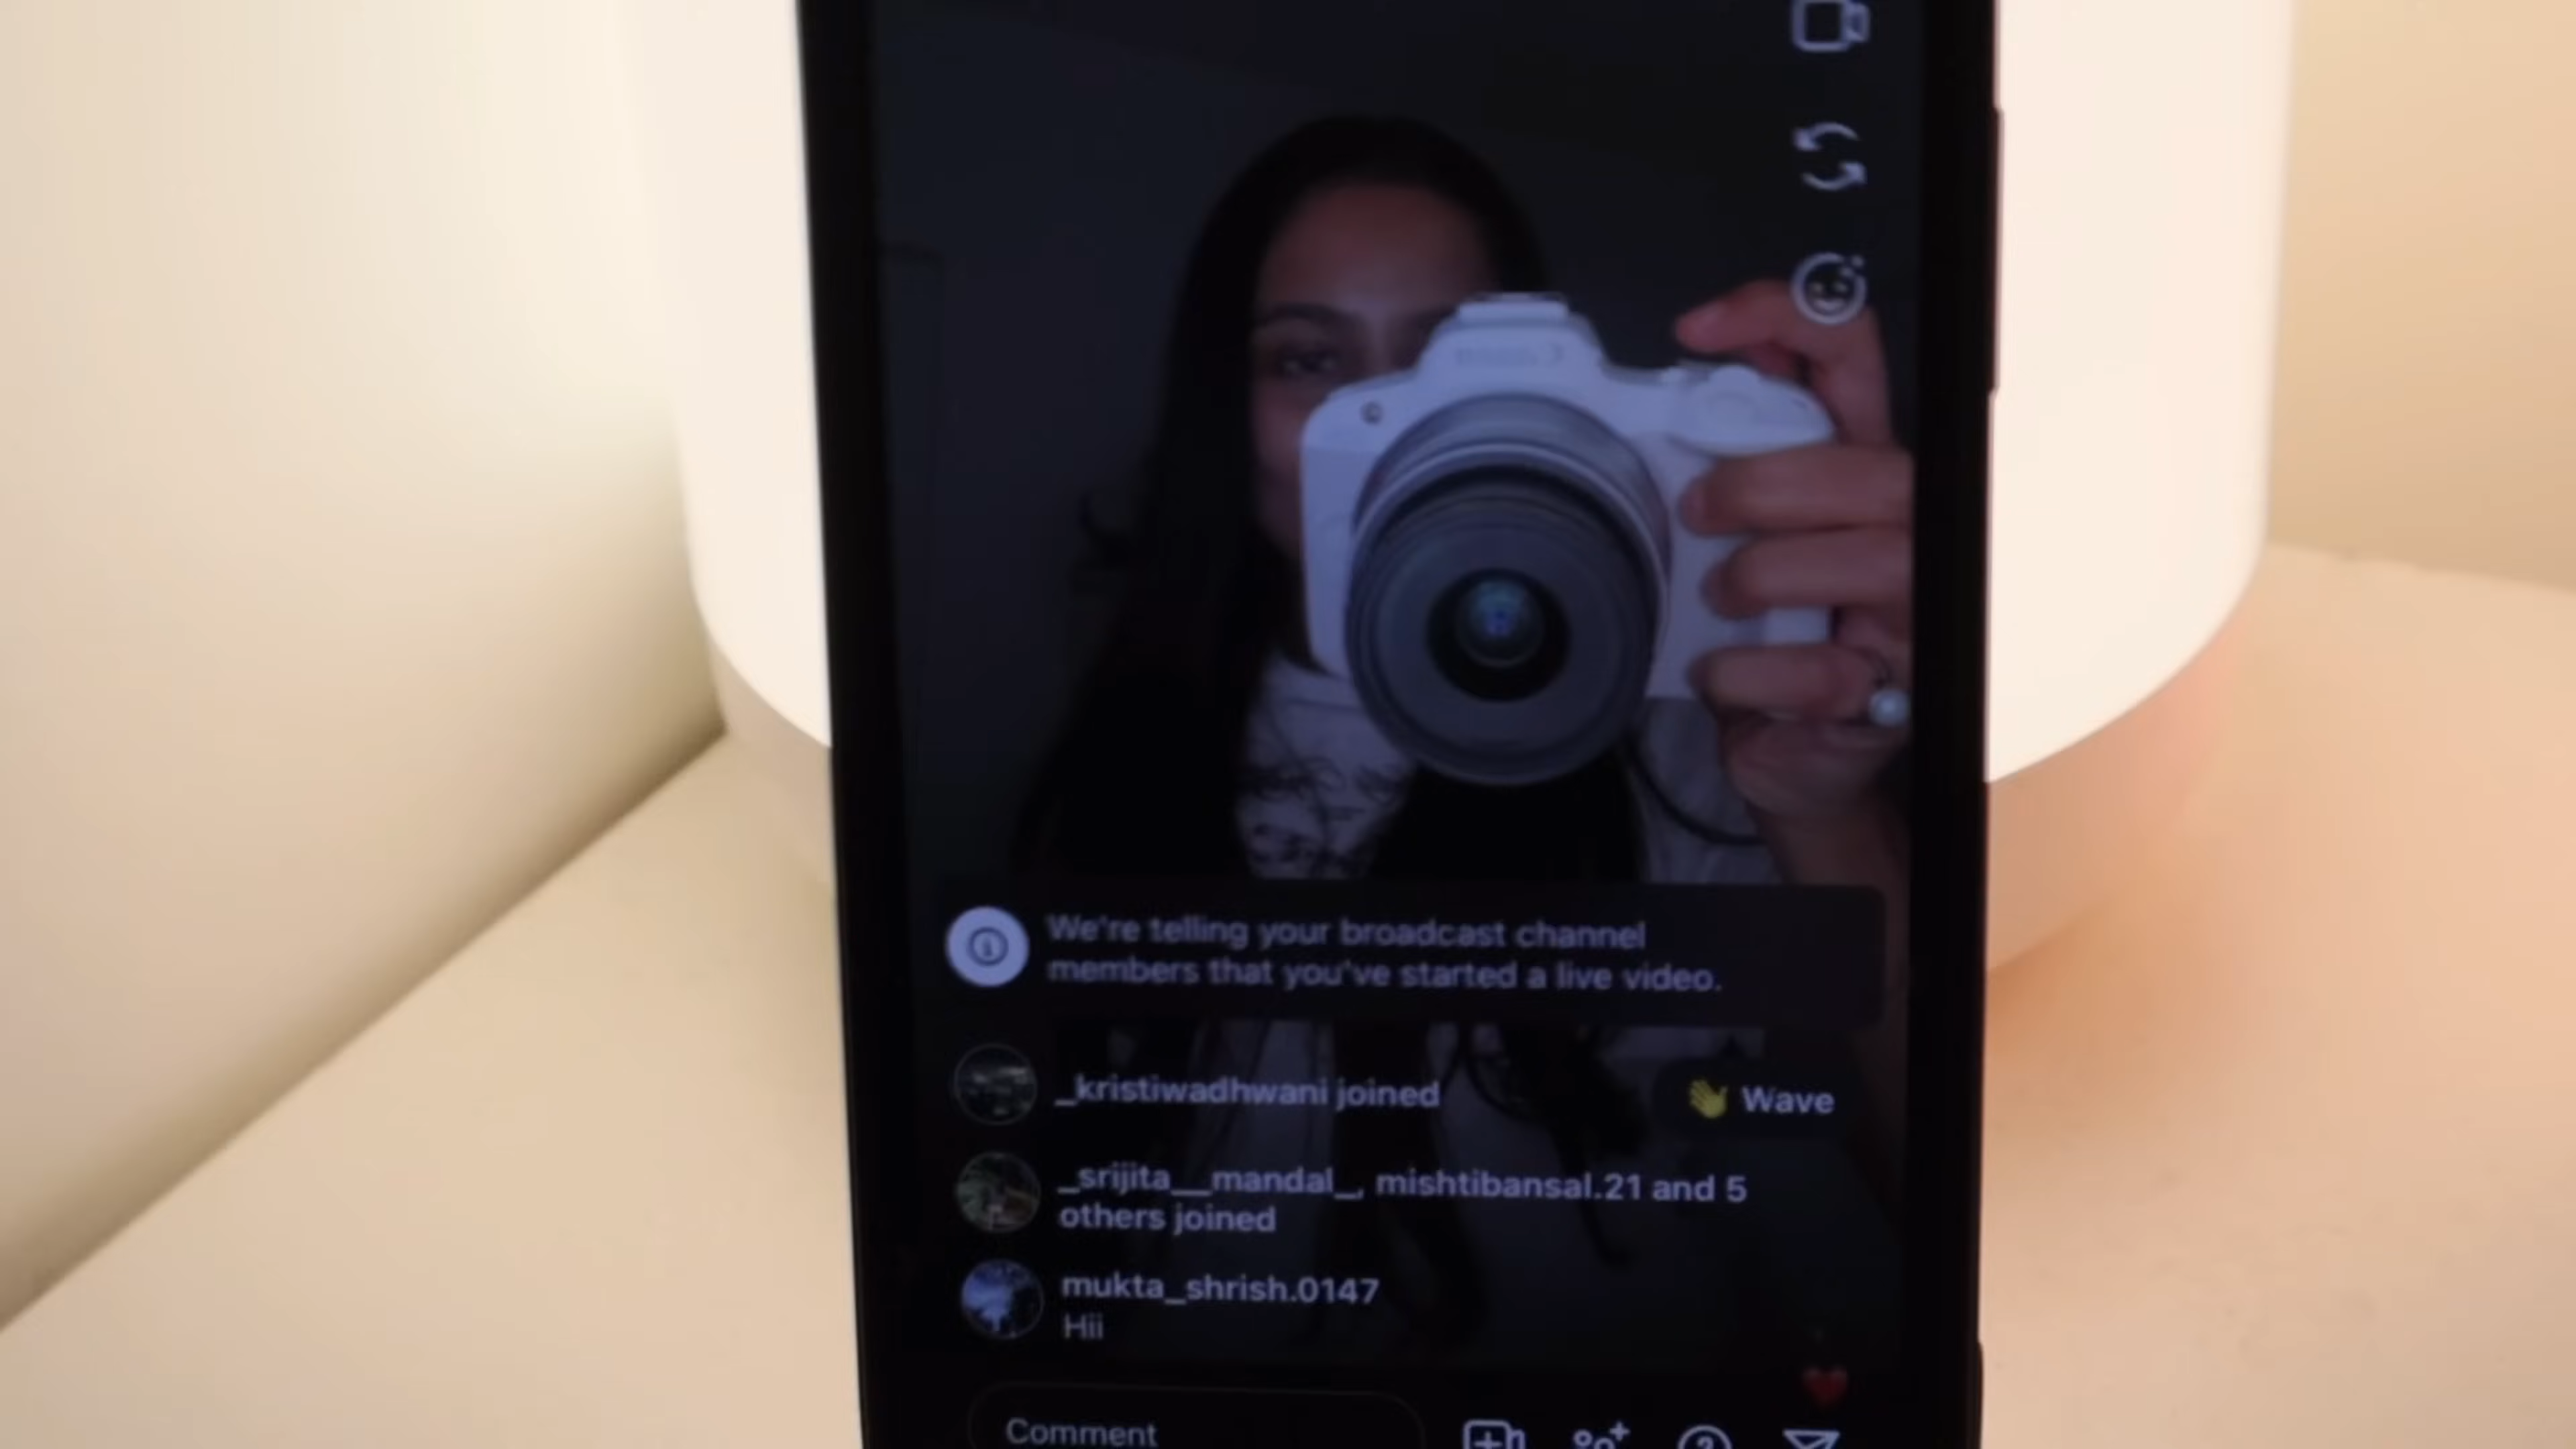 We're telling your broadcast channel
members that you've started a live video.
_kristiwadhwani joined
👋 Wave
_srijita__mandal_, mishtibansal.21 and 5
others joined
mukta_shrish.0147
Hii
Comment